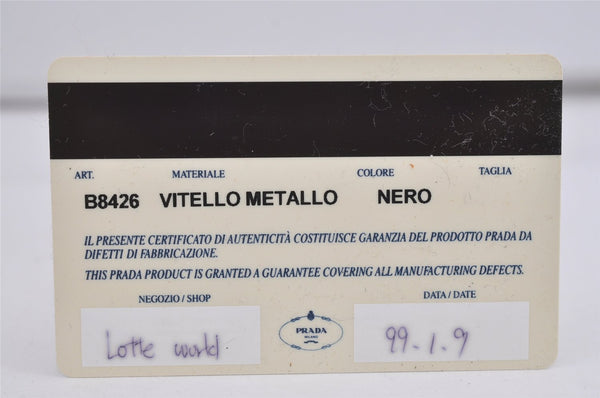 ART. MATERIALE COLORE TAGLIA
B8426 VITELLO METALLO NERO
IL PRESENTE CERTIFICATO DI AUTENTICITÀ COSTITUISCE GARANZIA DEL PRODOTTO PRADA DA
DIFETTI DI FABBRICAZIONE.
THIS PRADA PRODUCT IS GRANTED A GUARANTEE COVERING ALL MANUFACTURING DEFECTS.
NEGOZIO / SHOP DATA / DATE
PRADA
MILANO
Lotte world 99.1.9